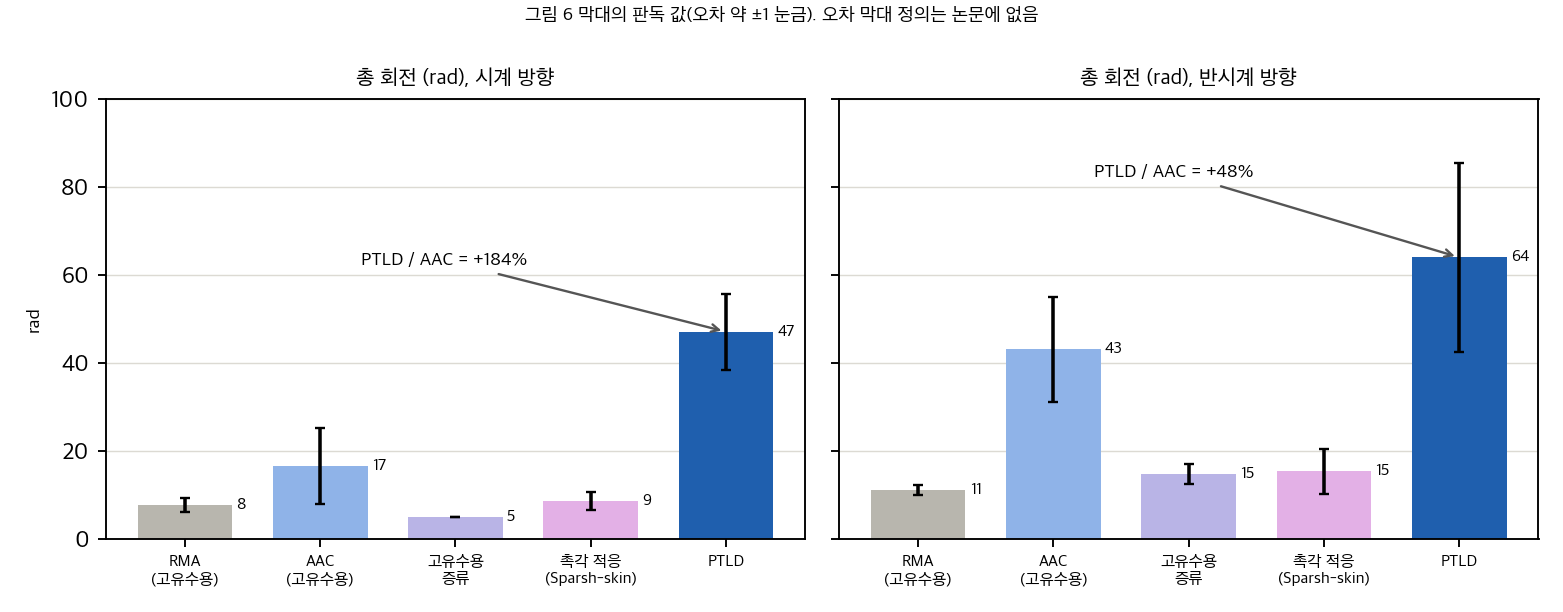 그림 6 막대의 판독 값(오차 약 ±1 눈금). 오차 막대 정의는 논문에 없음
총 회전 (rad), 시계 방향
100
80
60
40
20
0
rad
PTLD / AAC = +184%
8
17
5
9
47
RMA
(고유수용)
AAC
(고유수용)
고유수용
증류
촉각 적응
(Sparsh-skin)
PTLD
총 회전 (rad), 반시계 방향
PTLD / AAC = +48%
11
43
15
15
64
RMA
(고유수용)
AAC
(고유수용)
고유수용
증류
촉각 적응
(Sparsh-skin)
PTLD